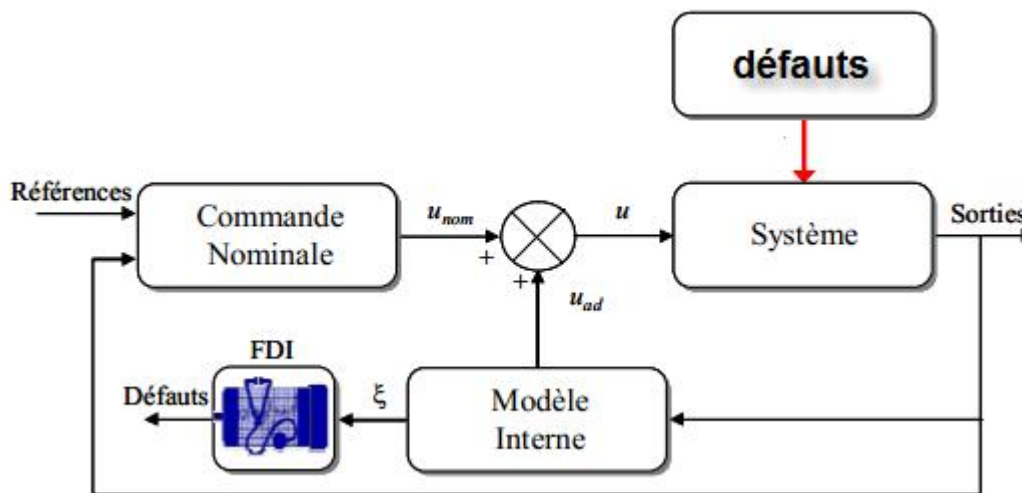 défauts
Références
Commande
Nominale
u_nom
+
+
u
Système
Sorties
u_ad
FDI
Défauts
ξ
Modèle
Interne